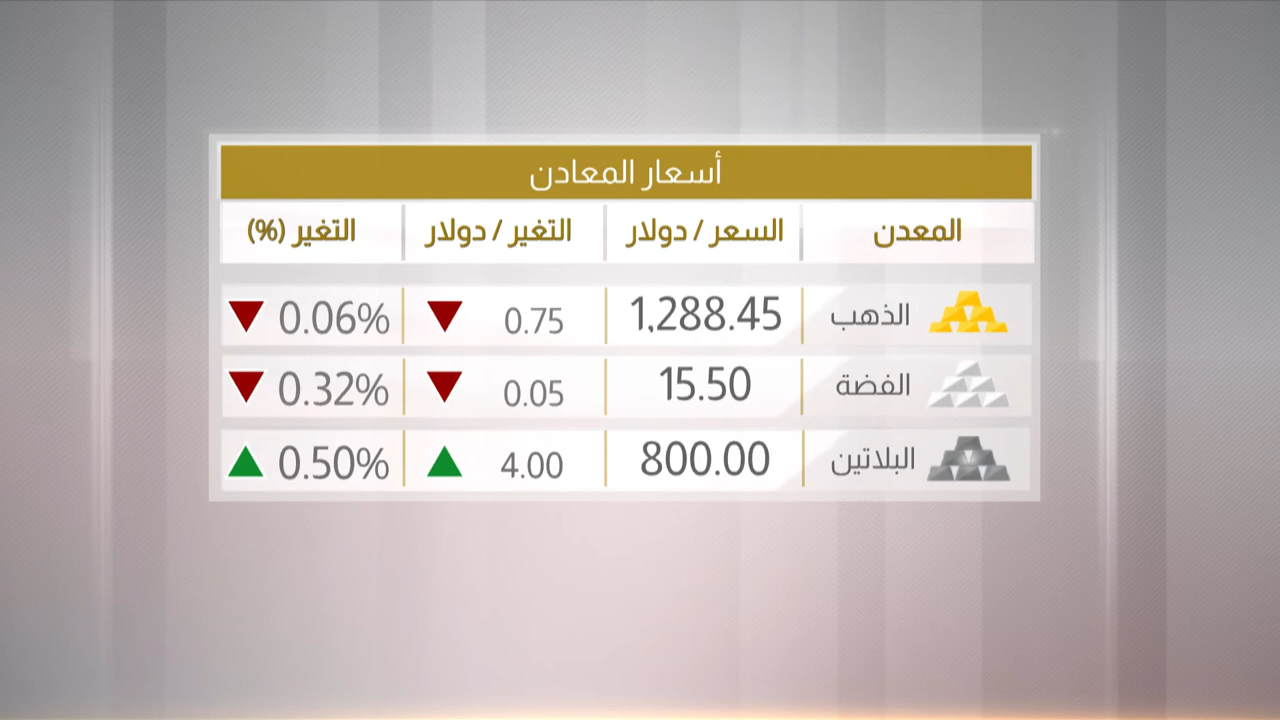 أسعار المعادن
المعدن السعر / دولار التغير / دولار التغير (%)
الذهب 1,288.45 0.75 0.06%
الفضة 15.50 0.05 0.32%
البلاتين 800.00 4.00 0.50%